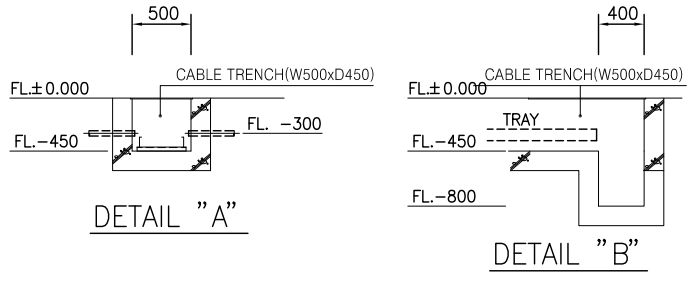 500
CABLE TRENCH(W500xD450)
FL.±0.000
FL. -300
FL.-450
DETAIL "A"
400
CABLE TRENCH(W500xD450)
FL.±0.000
TRAY
FL.-450
FL.-800
DETAIL "B"